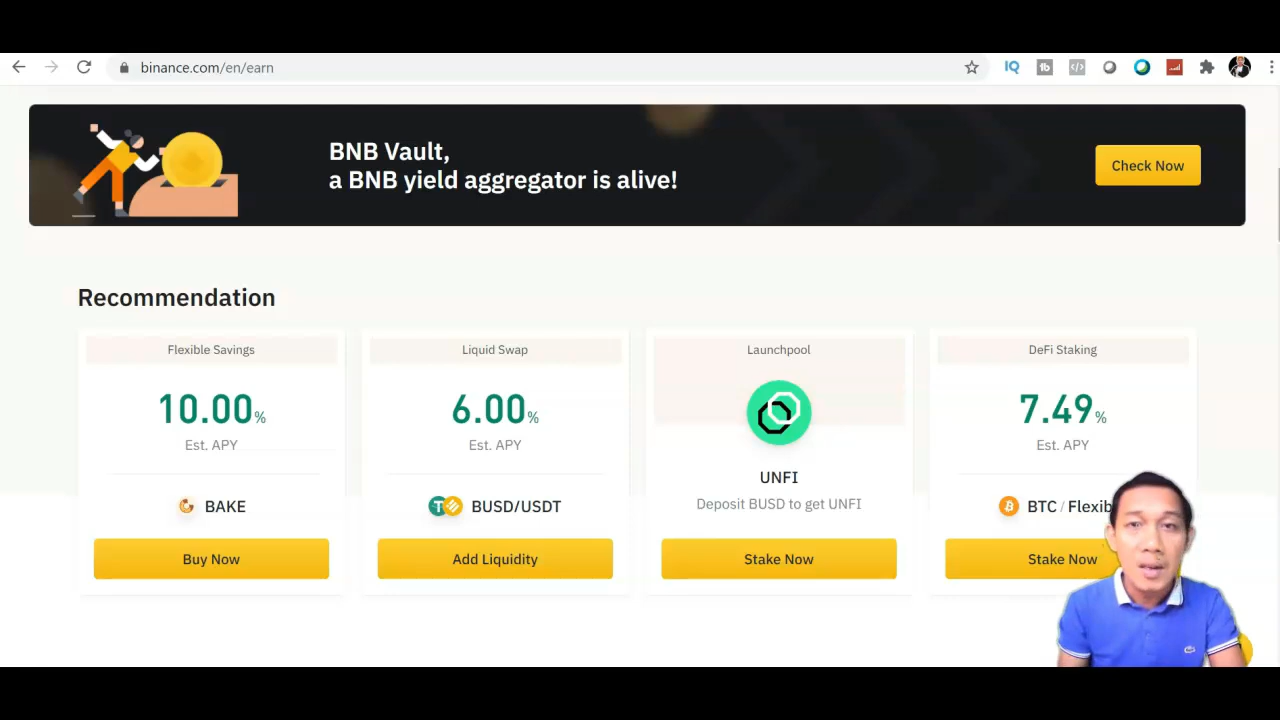 binance.com/en/earn
IQ
BNB Vault,
a BNB yield aggregator is alive!
Check Now
Recommendation
Flexible Savings
10.00%
Est. APY
BAKE
Buy Now
Liquid Swap
6.00%
Est. APY
BUSD/USDT
Add Liquidity
Launchpool
UNFI
Deposit BUSD to get UNFI
Stake Now
DeFi Staking
7.49%
Est. APY
BTC / Flexib
Stake Now